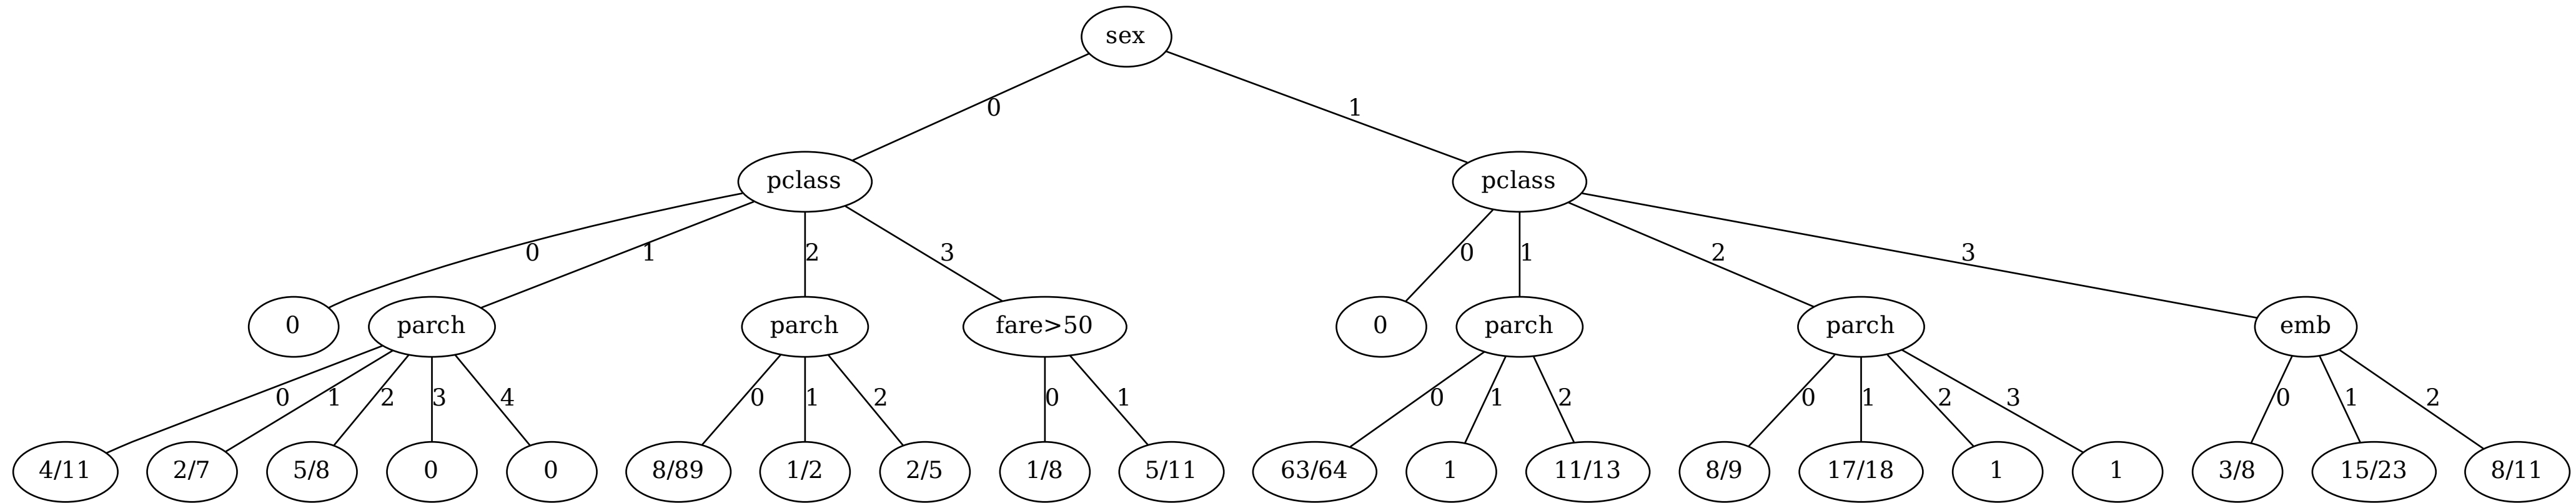 sex
0 1
pclass pclass
0 1 2 3 0 1 2 3
0 parch parch fare>50 0 parch parch emb
0 1 2 3 4 0 1 2 0 1 0 1 2 0 1 2 3 0 1 2
4/11 2/7 5/8 0 0 8/89 1/2 2/5 1/8 5/11 63/64 1 11/13 8/9 17/18 1 1 3/8 15/23 8/11